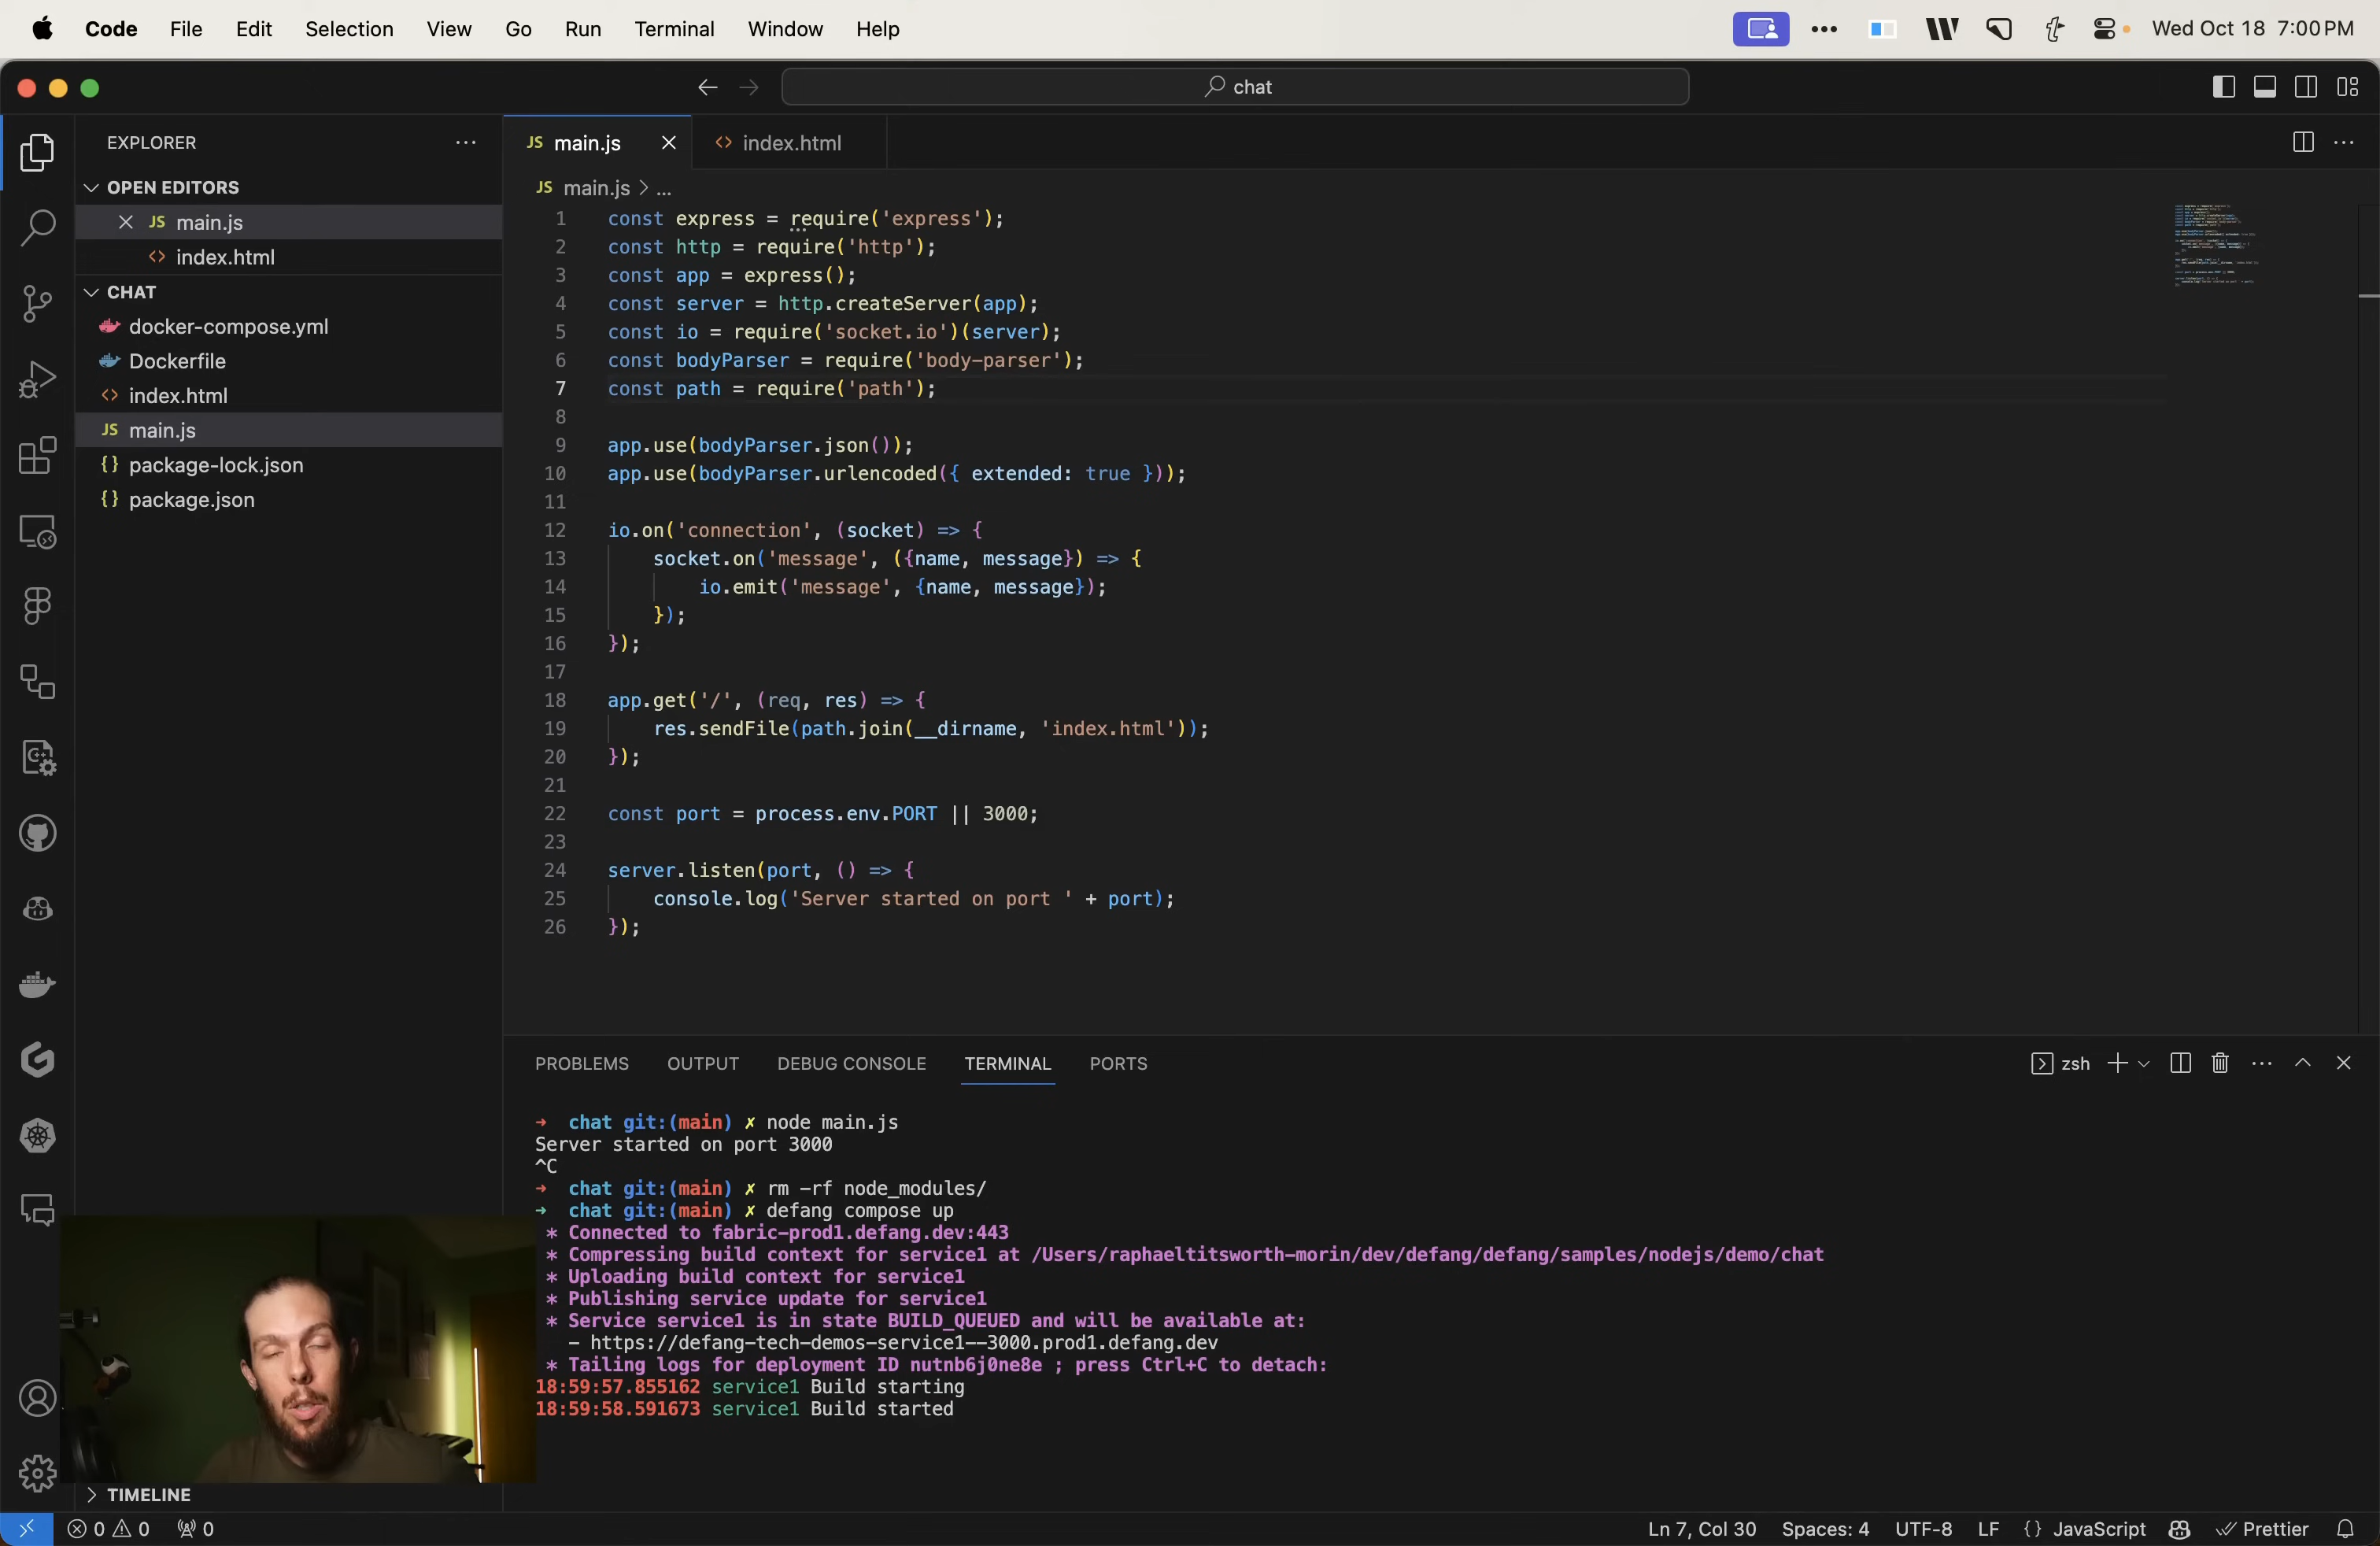 Code File Edit Selection View Go Run Terminal Window Help
Wed Oct 18 7:00 PM
chat
EXPLORER
OPEN EDITORS
JS main.js
<> index.html
CHAT
docker-compose.yml
Dockerfile
<> index.html
JS main.js
{} package-lock.json
{} package.json
TIMELINE
JS main.js
<> index.html
JS main.js > ...
1 const express = require('express');
2 const http = require('http');
3 const app = express();
4 const server = http.createServer(app);
5 const io = require('socket.io')(server);
6 const bodyParser = require('body-parser');
7 const path = require('path');
8
9 app.use(bodyParser.json());
10 app.use(bodyParser.urlencoded({ extended: true }));
11
12 io.on('connection', (socket) => {
13 socket.on('message', ({name, message}) => {
14 io.emit('message', {name, message});
15 });
16 });
17
18 app.get('/', (req, res) => {
19 res.sendFile(path.join(__dirname, 'index.html'));
20 });
21
22 const port = process.env.PORT || 3000;
23
24 server.listen(port, () => {
25 console.log('Server started on port ' + port);
26 });
PROBLEMS OUTPUT DEBUG CONSOLE TERMINAL PORTS
zsh
→ chat git:(main) ✗ node main.js
Server started on port 3000
^C
→ chat git:(main) ✗ rm -rf node_modules/
→ chat git:(main) ✗ defang compose up
* Connected to fabric-prod1.defang.dev:443
* Compressing build context for service1 at /Users/raphaeltitsworth-morin/dev/defang/defang/samples/nodejs/demo/chat
* Uploading build context for service1
* Publishing service update for service1
* Service service1 is in state BUILD_QUEUED and will be available at:
- https://defang-tech-demos-service1--3000.prod1.defang.dev
* Tailing logs for deployment ID nutnb6j0ne8e ; press Ctrl+C to detach:
18:59:57.855162 service1 Build starting
18:59:58.591673 service1 Build started
0 0 0
Ln 7, Col 30 Spaces: 4 UTF-8 LF {} JavaScript Prettier